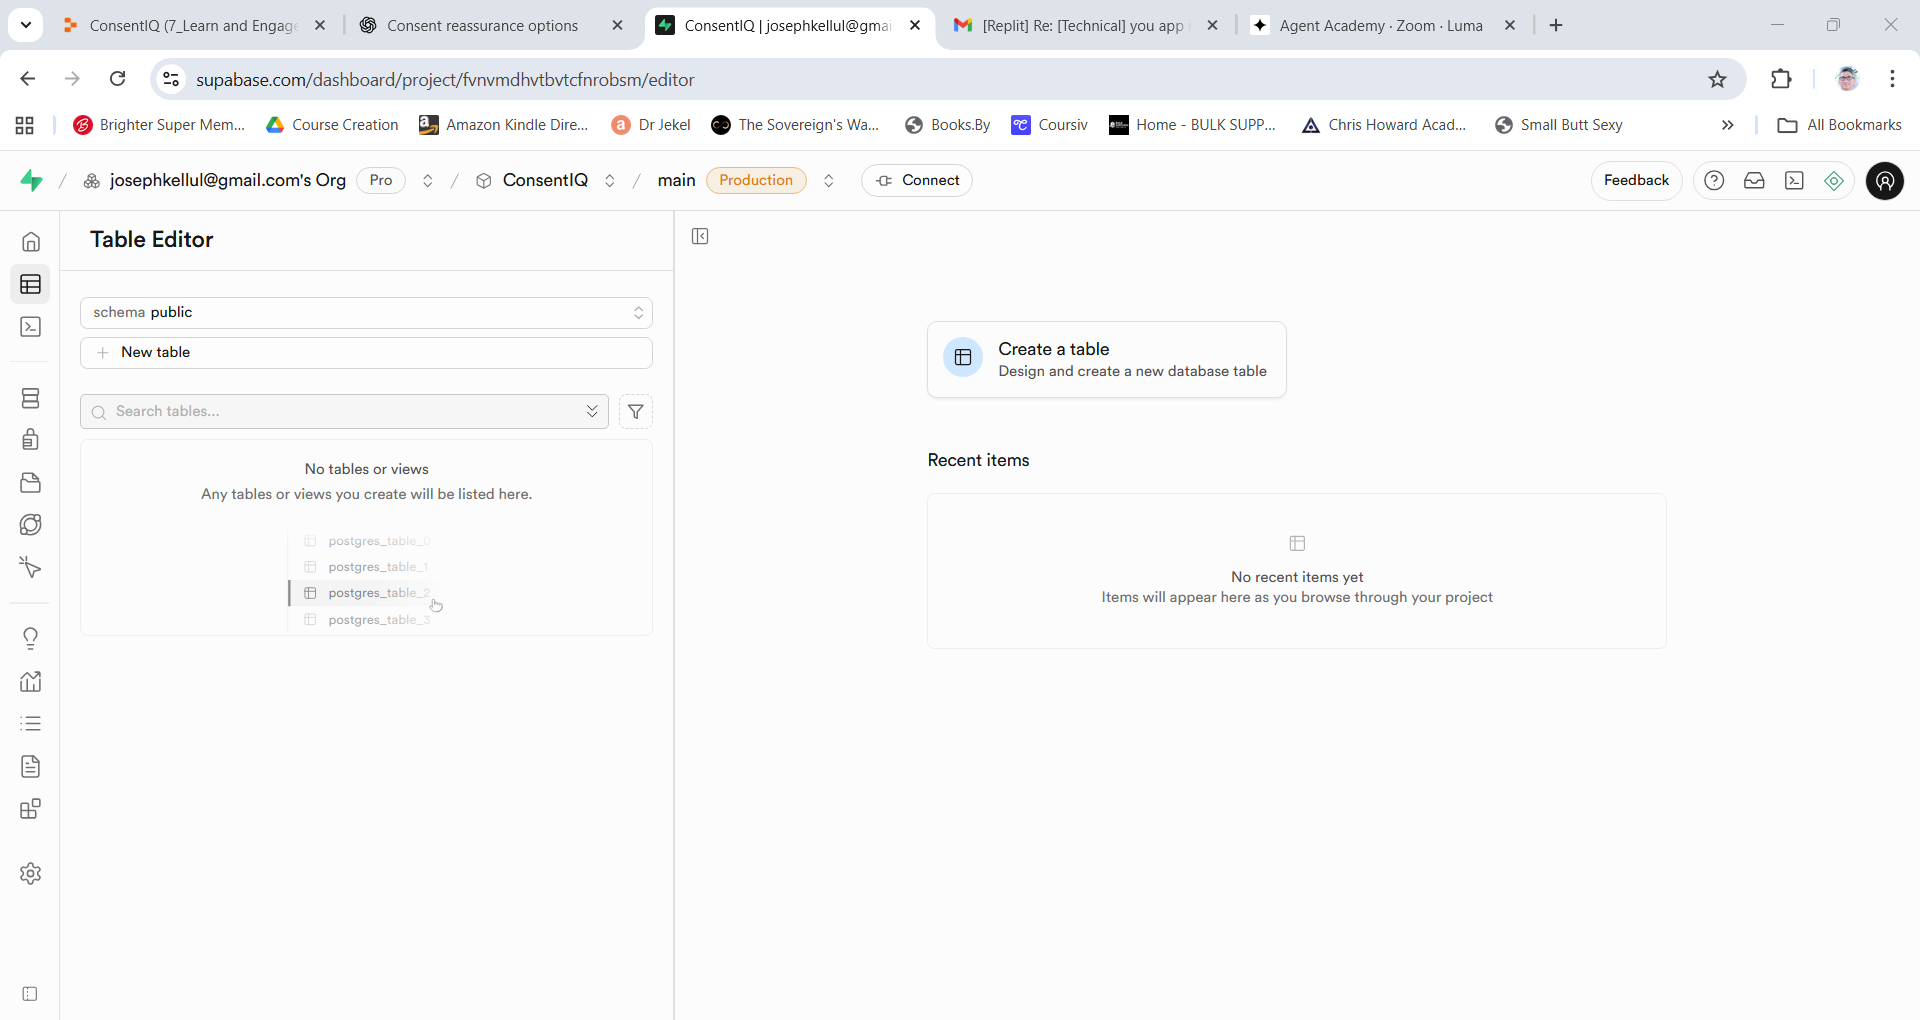 ConsentIQ (7_Learn and Engage
Consent reassurance options
ConsentIQ | josephkellul@gmai
[Replit] Re: [Technical] you app i
Agent Academy · Zoom · Luma
supabase.com/dashboard/project/fvnvmdhvtbvtcfnrobsm/editor
Brighter Super Mem...
Course Creation
Amazon Kindle Dire...
Dr Jekel
The Sovereign's Wa...
Books.By
Coursiv
Home - BULK SUPP...
Chris Howard Acad...
Small Butt Sexy
All Bookmarks
josephkellul@gmail.com's Org
Pro
ConsentIQ
main
Production
Connect
Feedback
Table Editor
schema public
New table
Search tables...
No tables or views
Any tables or views you create will be listed here.
postgres_table_0
postgres_table_1
postgres_table_2
postgres_table_3
Create a table
Design and create a new database table
Recent items
No recent items yet
Items will appear here as you browse through your project